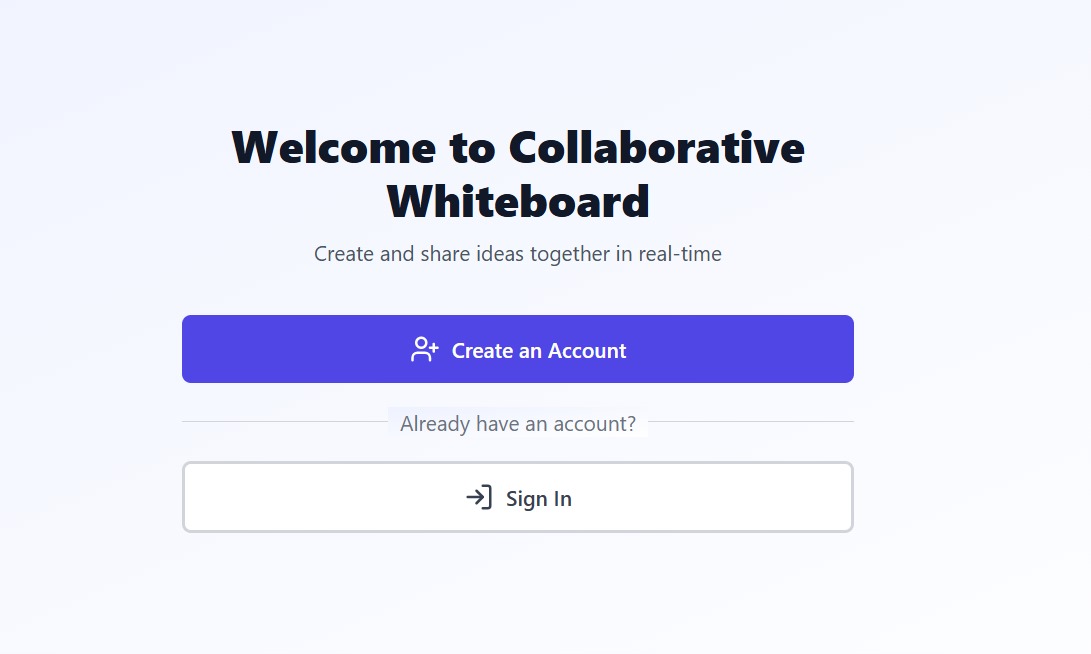 Welcome to Collaborative
Whiteboard
Create and share ideas together in real-time
Create an Account
Already have an account?
Sign In